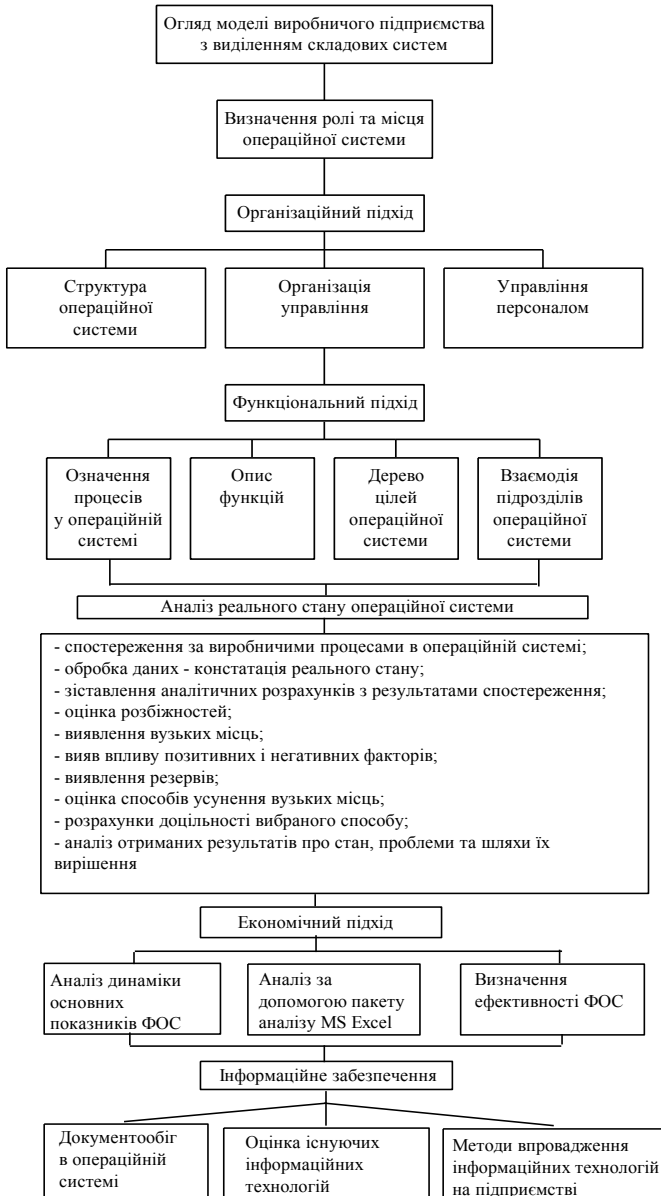 Огляд моделі виробничого підприємства
з виділенням складових систем
Визначення ролі та місця
операційної системи
Організаційний підхід
Структура
операційної
системи
Організація
управління
Управління
персоналом
Функціональний підхід
Означення
процесів
у операційній
системі
Опис
функцій
Дерево
цілей
операційної
системи
Взаємодія
підрозділів
операційної
системи
Аналіз реального стану операційної системи
- спостереження за виробничими процесами в операційній системі;
- обробка даних - констатація реального стану;
- зіставлення аналітичних розрахунків з результатами спостереження;
- оцінка розбіжностей;
- виявлення вузьких місць;
- вияв впливу позитивних і негативних факторів;
- виявлення резервів;
- оцінка способів усунення вузьких місць;
- розрахунки доцільності вибраного способу;
- аналіз отриманих результатів про стан, проблеми та шляхи їх
вирішення
Економічний підхід
Аналіз динаміки
основних
показників ФОС
Аналіз за
допомогою пакету
аналізу MS Excel
Визначення
ефективності ФОС
Інформаційне забезпечення
Документообіг
в операційній
системі
Оцінка існуючих
інформаційних
технологій
Методи впровадження
інформаційних технологій
на підприємстві